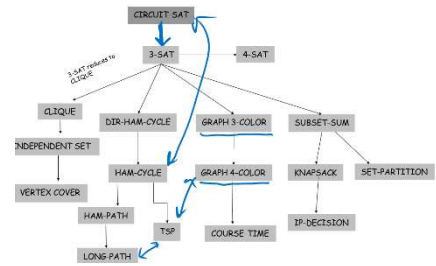 CIRCUIT SAT
3-SAT
4-SAT
3-SAT reduces to
CLIQUE
CLIQUE
DIR-HAM-CYCLE
GRAPH 3-COLOR
SUBSET-SUM
INDEPENDENT SET
HAM-CYCLE
GRAPH 4-COLOR
KNAPSACK
SET-PARTITION
VERTEX COVER
HAM-PATH
TSP
COURSE TIME
IP-DECISION
LONG-PATH